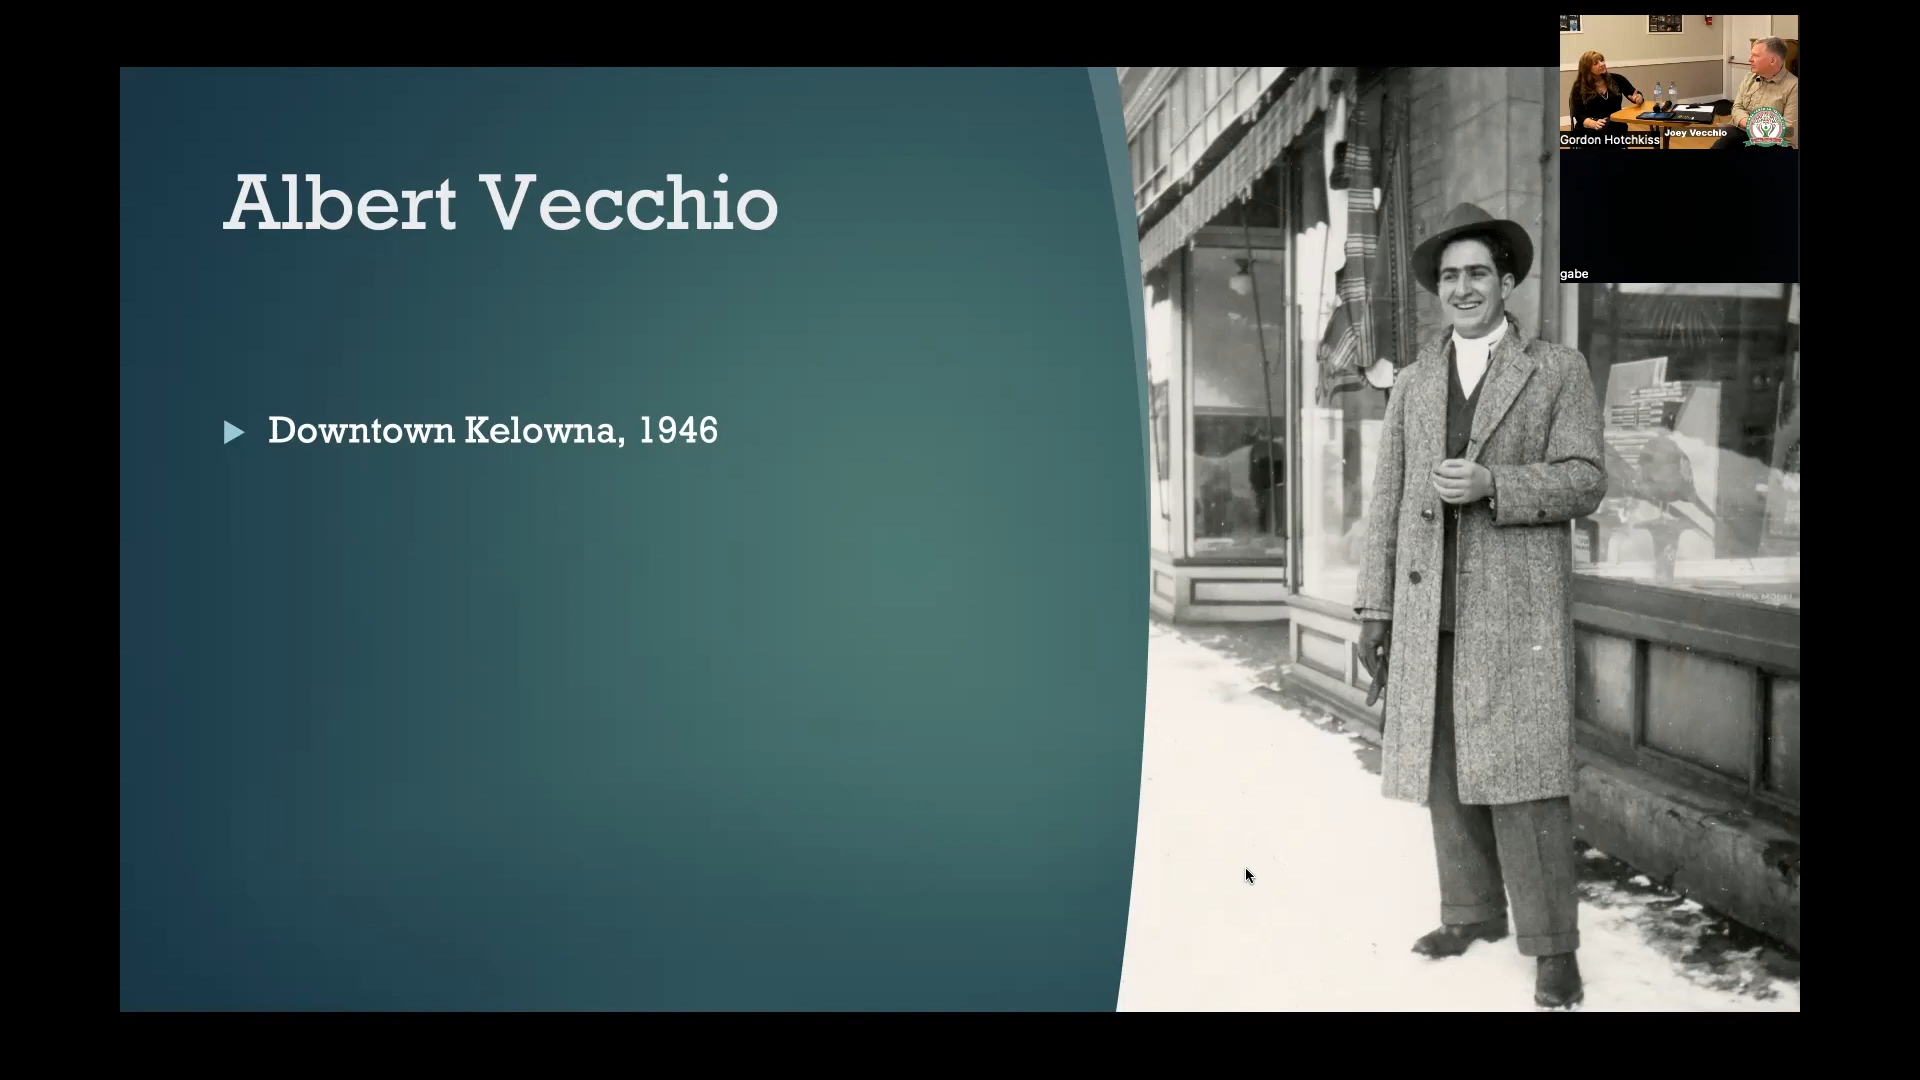 Albert Vecchio
Downtown Kelowna, 1946
Gordon Hotchkiss
Joey Vecchio
gabe